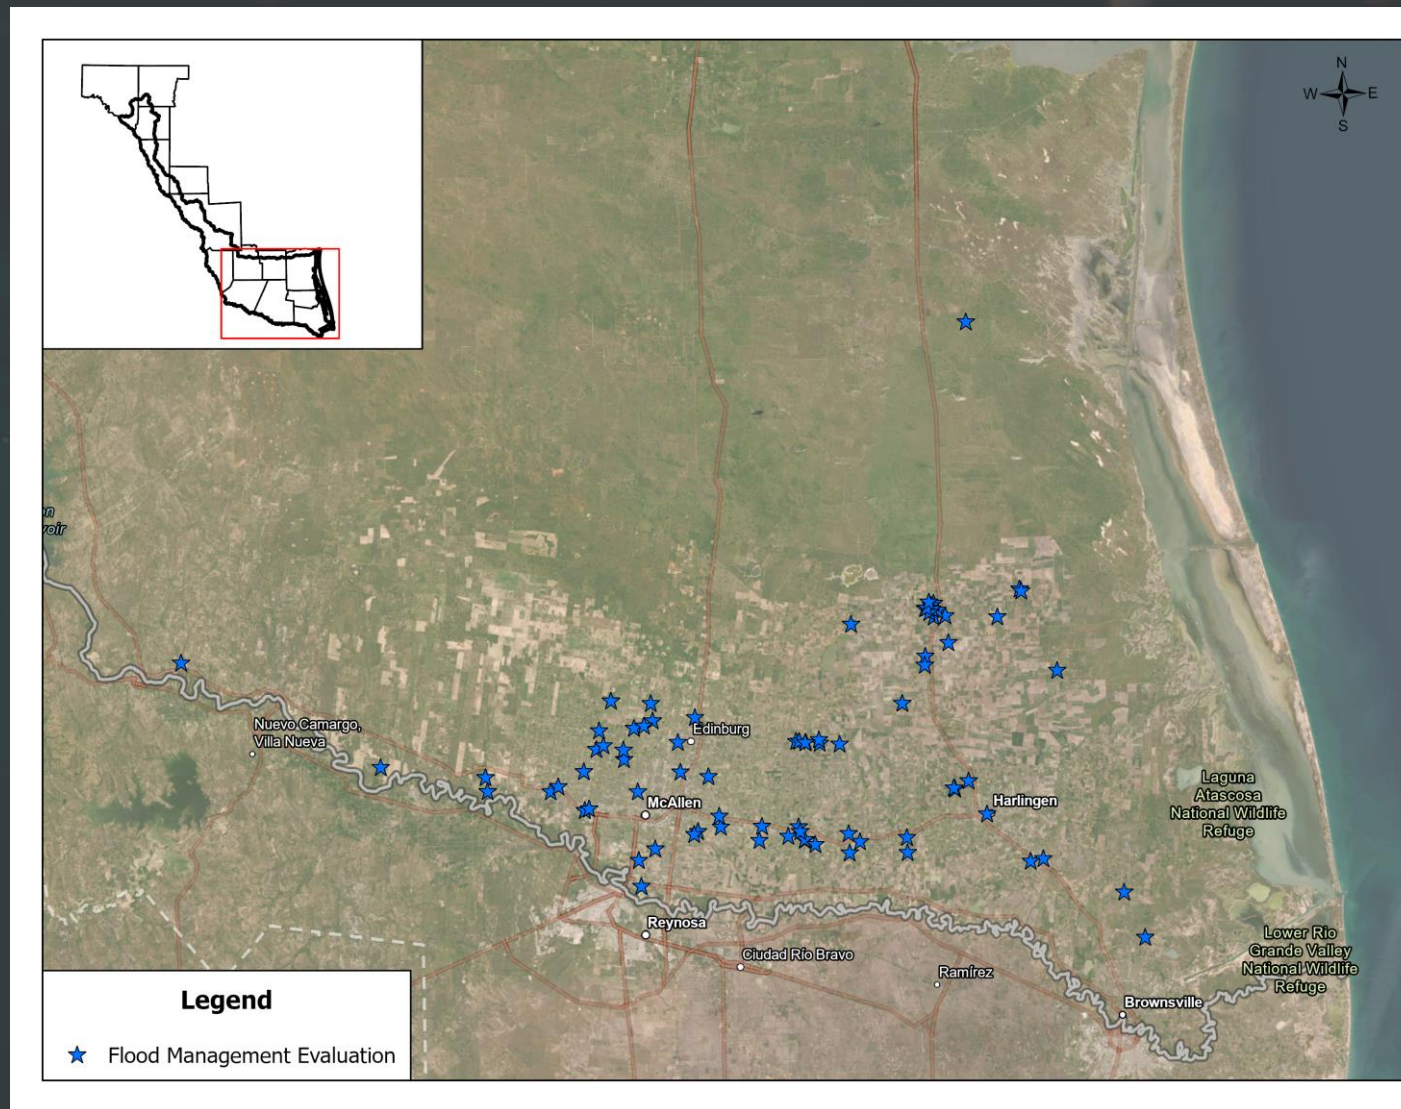 N
W E
S
voir
Nuevo Camargo,
Villa Nueva
Edinburg
McAllen
Harlingen
Laguna
Atascosa
National Wildlife
Refuge
Reynosa
Ciudad Río Bravo
Ramírez
Lower Rio
Grande Valley
National Wildlife
Refuge
Brownsville
Legend
Flood Management Evaluation